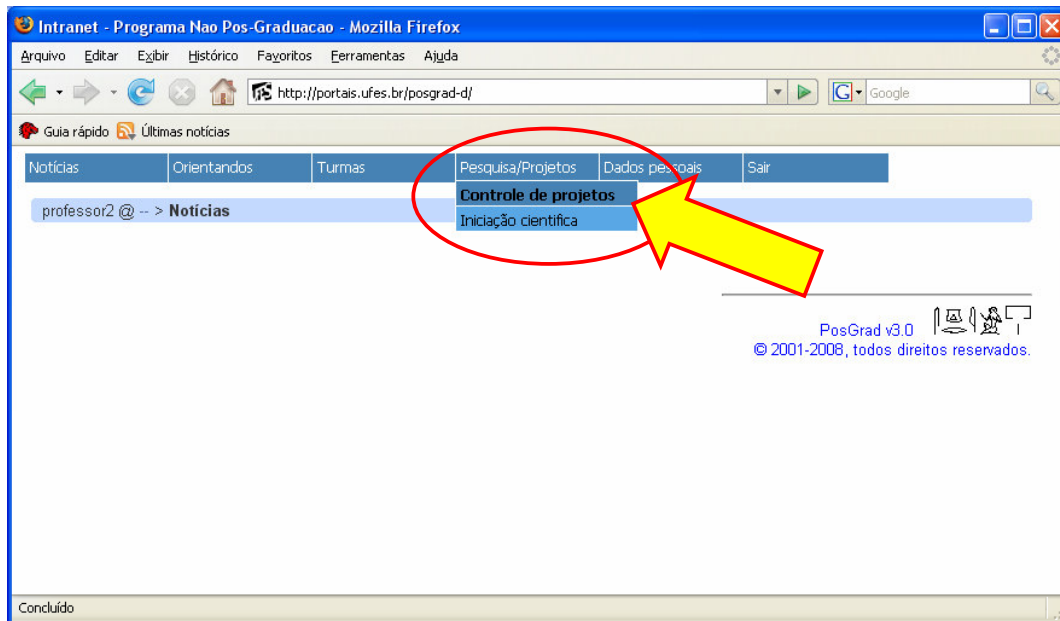 Intranet - Programa Nao Pos-Graduacao - Mozilla Firefox
Arquivo Editar Exibir Histórico Favoritos Ferramentas Ajuda
http://portais.ufes.br/posgrad-d/ G Google
Guia rápido Últimas notícias
Notícias Orientandos Turmas Pesquisa/Projetos Dados pessoais Sair
Controle de projetos
professor2 @ -- > Notícias
Iniciação cientifica
PosGrad v3.0
© 2001-2008, todos direitos reservados.
Concluído